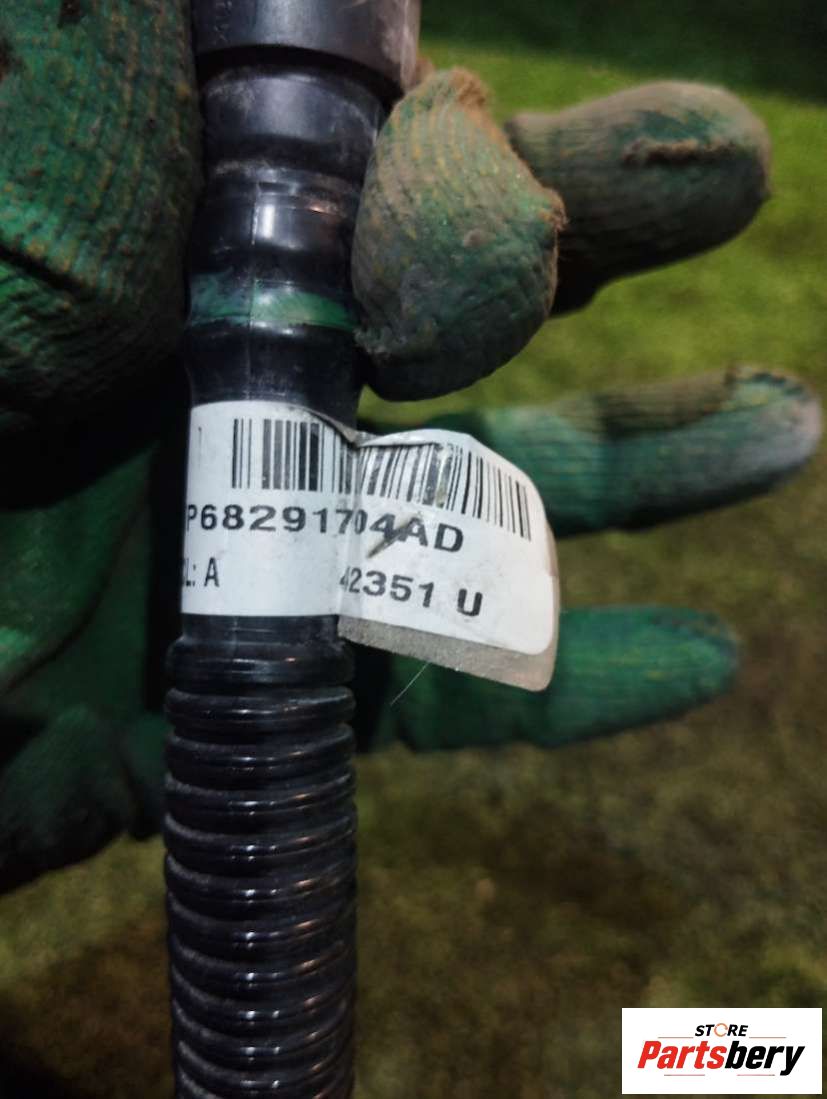 P68291704AD
L: A 42351 U
STORE
Partsbery